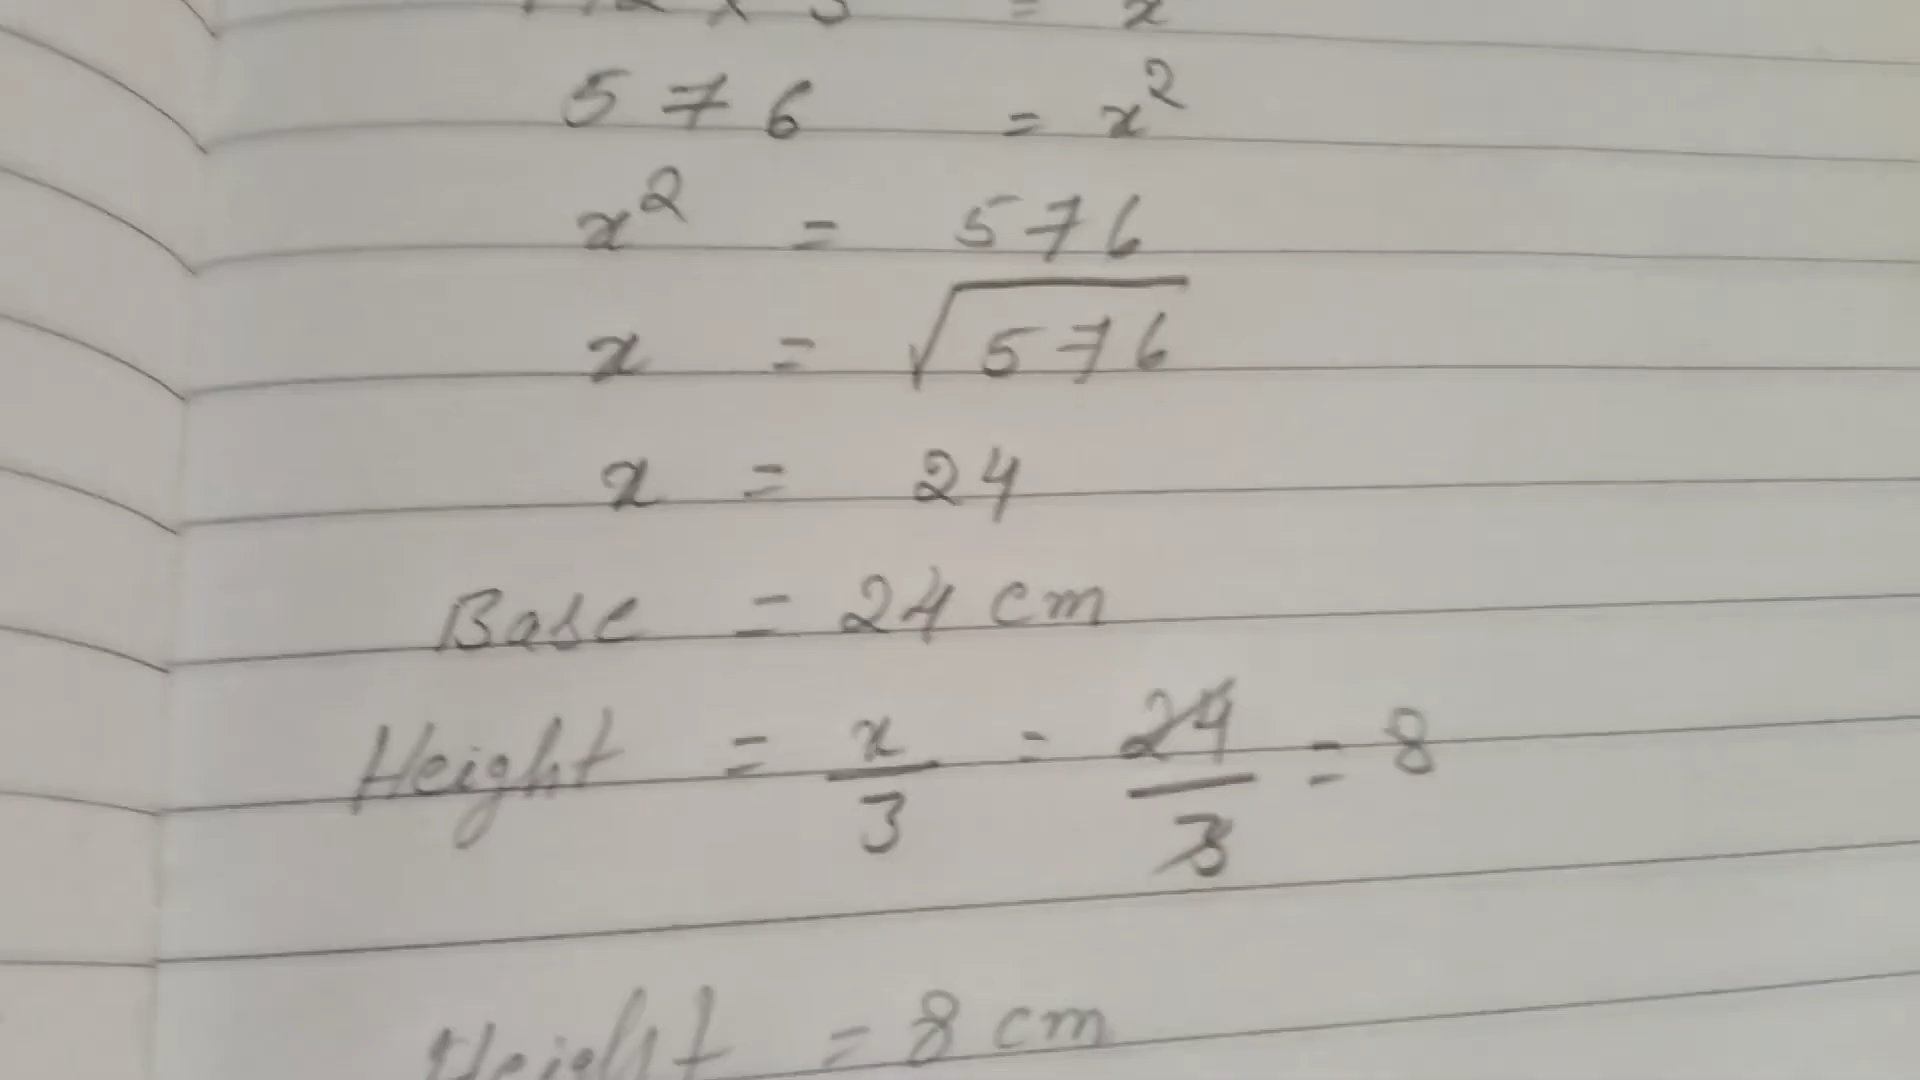 576 = x²
x² = 576
x = √576
x = 24
Base = 24 cm
Height = x/3 = 24/3 = 8
Height = 8 cm